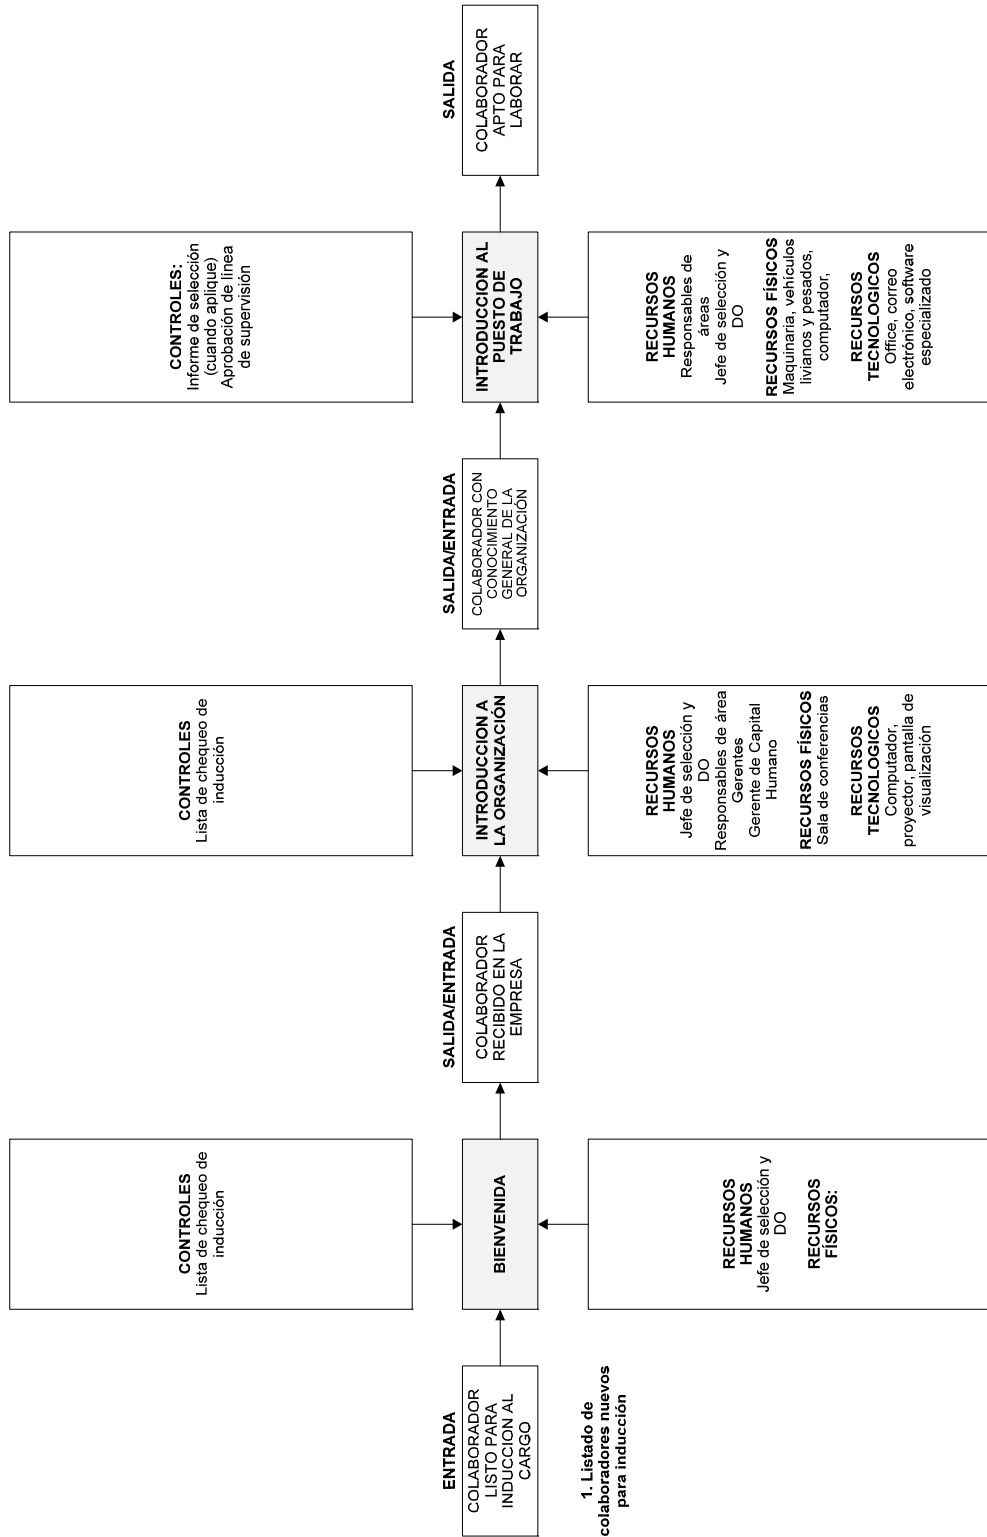 CONTROLES
Lista de chequeo de
inducción
CONTROLES
Lista de chequeo de
inducción
CONTROLES:
Informe de selección
(cuando aplique)
Aprobación de línea
de supervisión
ENTRADA
COLABORADOR
LISTO PARA
INDUCCION AL
CARGO
BIENVENIDA
SALIDA/ENTRADA
COLABORADOR
RECIBIDO EN LA
EMPRESA
INTRODUCCION A
LA ORGANIZACIÓN
SALIDA/ENTRADA
COLABORADOR CON
CONOCIMIENTO
GENERAL DE LA
ORGANIZACIÓN
INTRODUCCION AL
PUESTO DE
TRABAJO
SALIDA
COLABORADOR
APTO PARA
LABORAR
1. Listado de
colaboradores nuevos
para inducción
RECURSOS
HUMANOS
Jefe de selección y
DO
RECURSOS
FÍSICOS:
RECURSOS
HUMANOS
Jefe de selección y
DO
Responsables de área
Gerentes
Gerente de Capital
Humano
RECURSOS FÍSICOS
Sala de conferencias
RECURSOS
TECNOLOGICOS
Computador,
proyector, pantalla de
visualización
RECURSOS
HUMANOS
Responsables de
áreas
Jefe de selección y
DO
RECURSOS FÍSICOS
Maquinaria, vehículos
livianos y pesados,
computador,
RECURSOS
TECNOLOGICOS
Office, correo
electrónico, software
especializado